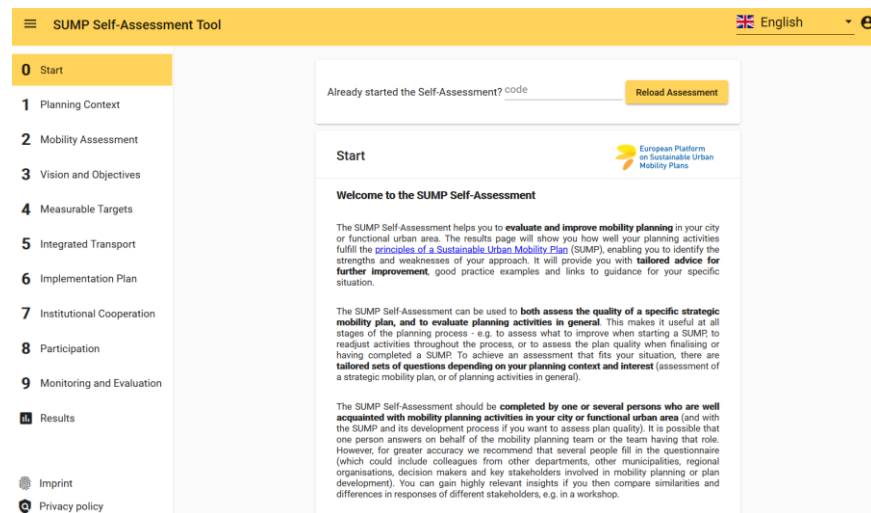 SUMP Self-Assessment Tool
English
0 Start
1 Planning Context
2 Mobility Assessment
3 Vision and Objectives
4 Measurable Targets
5 Integrated Transport
6 Implementation Plan
7 Institutional Cooperation
8 Participation
9 Monitoring and Evaluation
Results
Imprint
Privacy policy
Already started the Self-Assessment? code
Reload Assessment
Start
European Platform
on Sustainable Urban
Mobility Plans
Welcome to the SUMP Self-Assessment
The SUMP Self-Assessment helps you to evaluate and improve mobility planning in your city
or functional urban area. The results page will show you how well your planning activities
fulfill the principles of a Sustainable Urban Mobility Plan (SUMP), enabling you to identify the
strengths and weaknesses of your approach. It will provide you with tailored advice for
further improvement, good practice examples and links to guidance for your specific
situation.
The SUMP Self-Assessment can be used to both assess the quality of a specific strategic
mobility plan, and to evaluate planning activities in general. This makes it useful at all
stages of the planning process - e.g. to assess what to improve when starting a SUMP, to
readjust activities throughout the process, or to assess the plan quality when finalising or
having completed a SUMP. To achieve an assessment that fits your situation, there are
tailored sets of questions depending on your planning context and interest (assessment of
a strategic mobility plan, or of planning activities in general).
The SUMP Self-Assessment should be completed by one or several persons who are well
acquainted with mobility planning activities in your city or functional urban area (and with
the SUMP and its development process if you want to assess plan quality). It is possible that
one person answers on behalf of the mobility planning team or the team having that role.
However, for greater accuracy we recommend that several people fill in the questionnaire
(which could include colleagues from other departments, other municipalities, regional
organisations, decision makers and key stakeholders involved in mobility planning or plan
development). You can gain highly relevant insights if you then compare similarities and
differences in responses of different stakeholders, e.g. in a workshop.